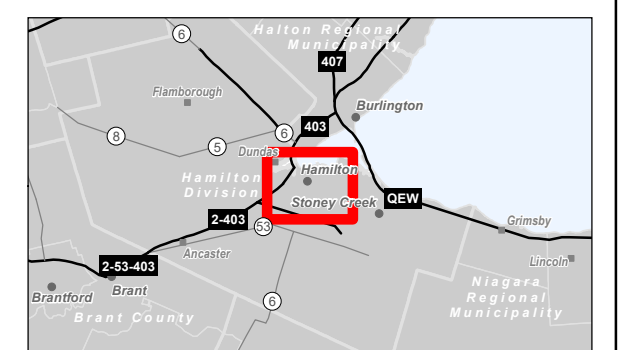 Halton Regional
Municipality
6
407
Flamborough
Burlington
403
6
8
5
Dundas
Hamilton
Hamilton
Division
Stoney Creek
QEW
2-403
53
Grimsby
Ancaster
Lincoln
2-53-403
Brantford
Brant
Niagara
Regional
Municipality
6
Brant County